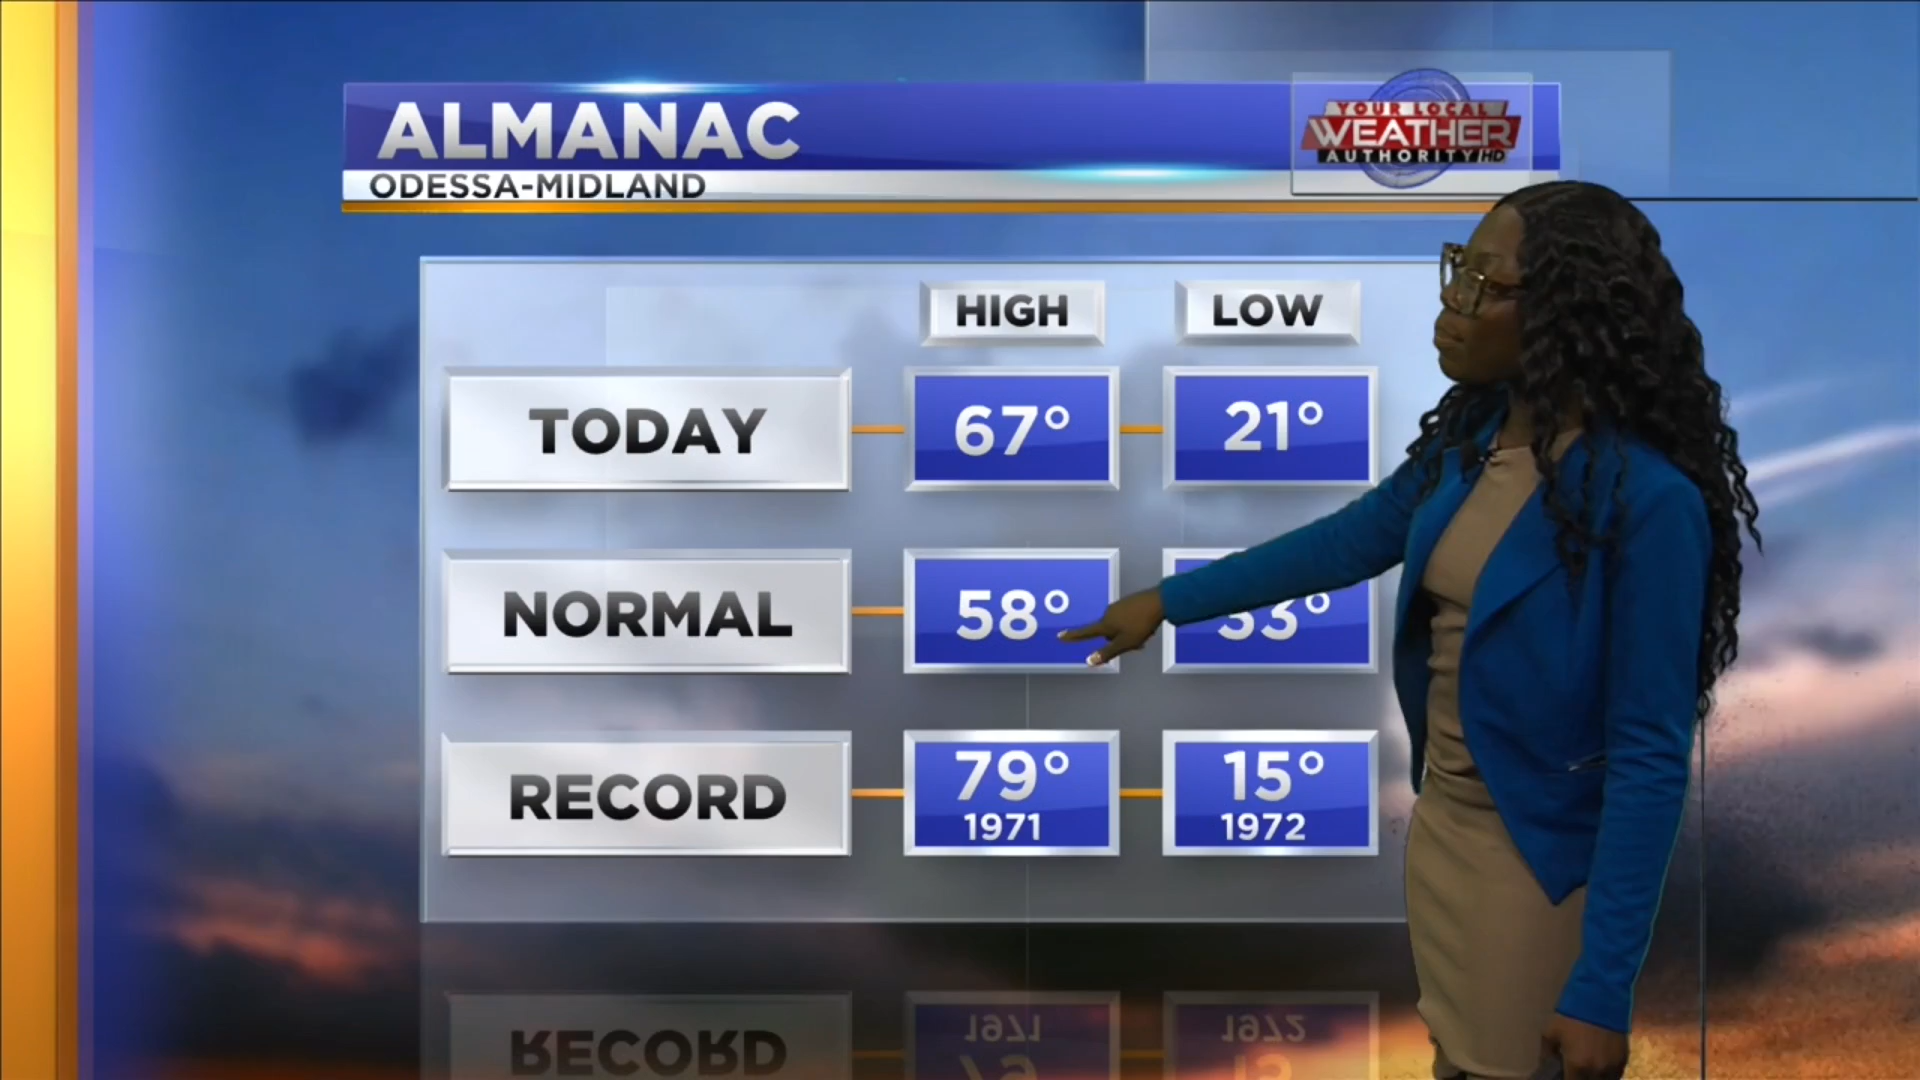 ALMANAC
YOUR LOCAL
WEATHER
AUTHORITY HD
ODESSA-MIDLAND
HIGH LOW
TODAY 67° 21°
NORMAL 58° 33°
RECORD 79° 15°
1971 1972